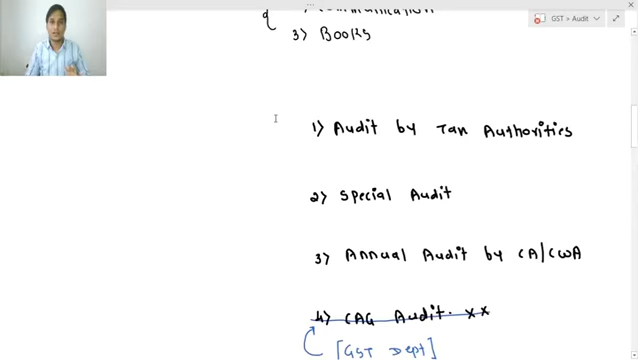 GST > Audit
3) Books
1) Audit by Tax Authorities
2) Special Audit
3) Annual Audit by CA/CWA
4) CAG Audit. xx
[GST Dept]